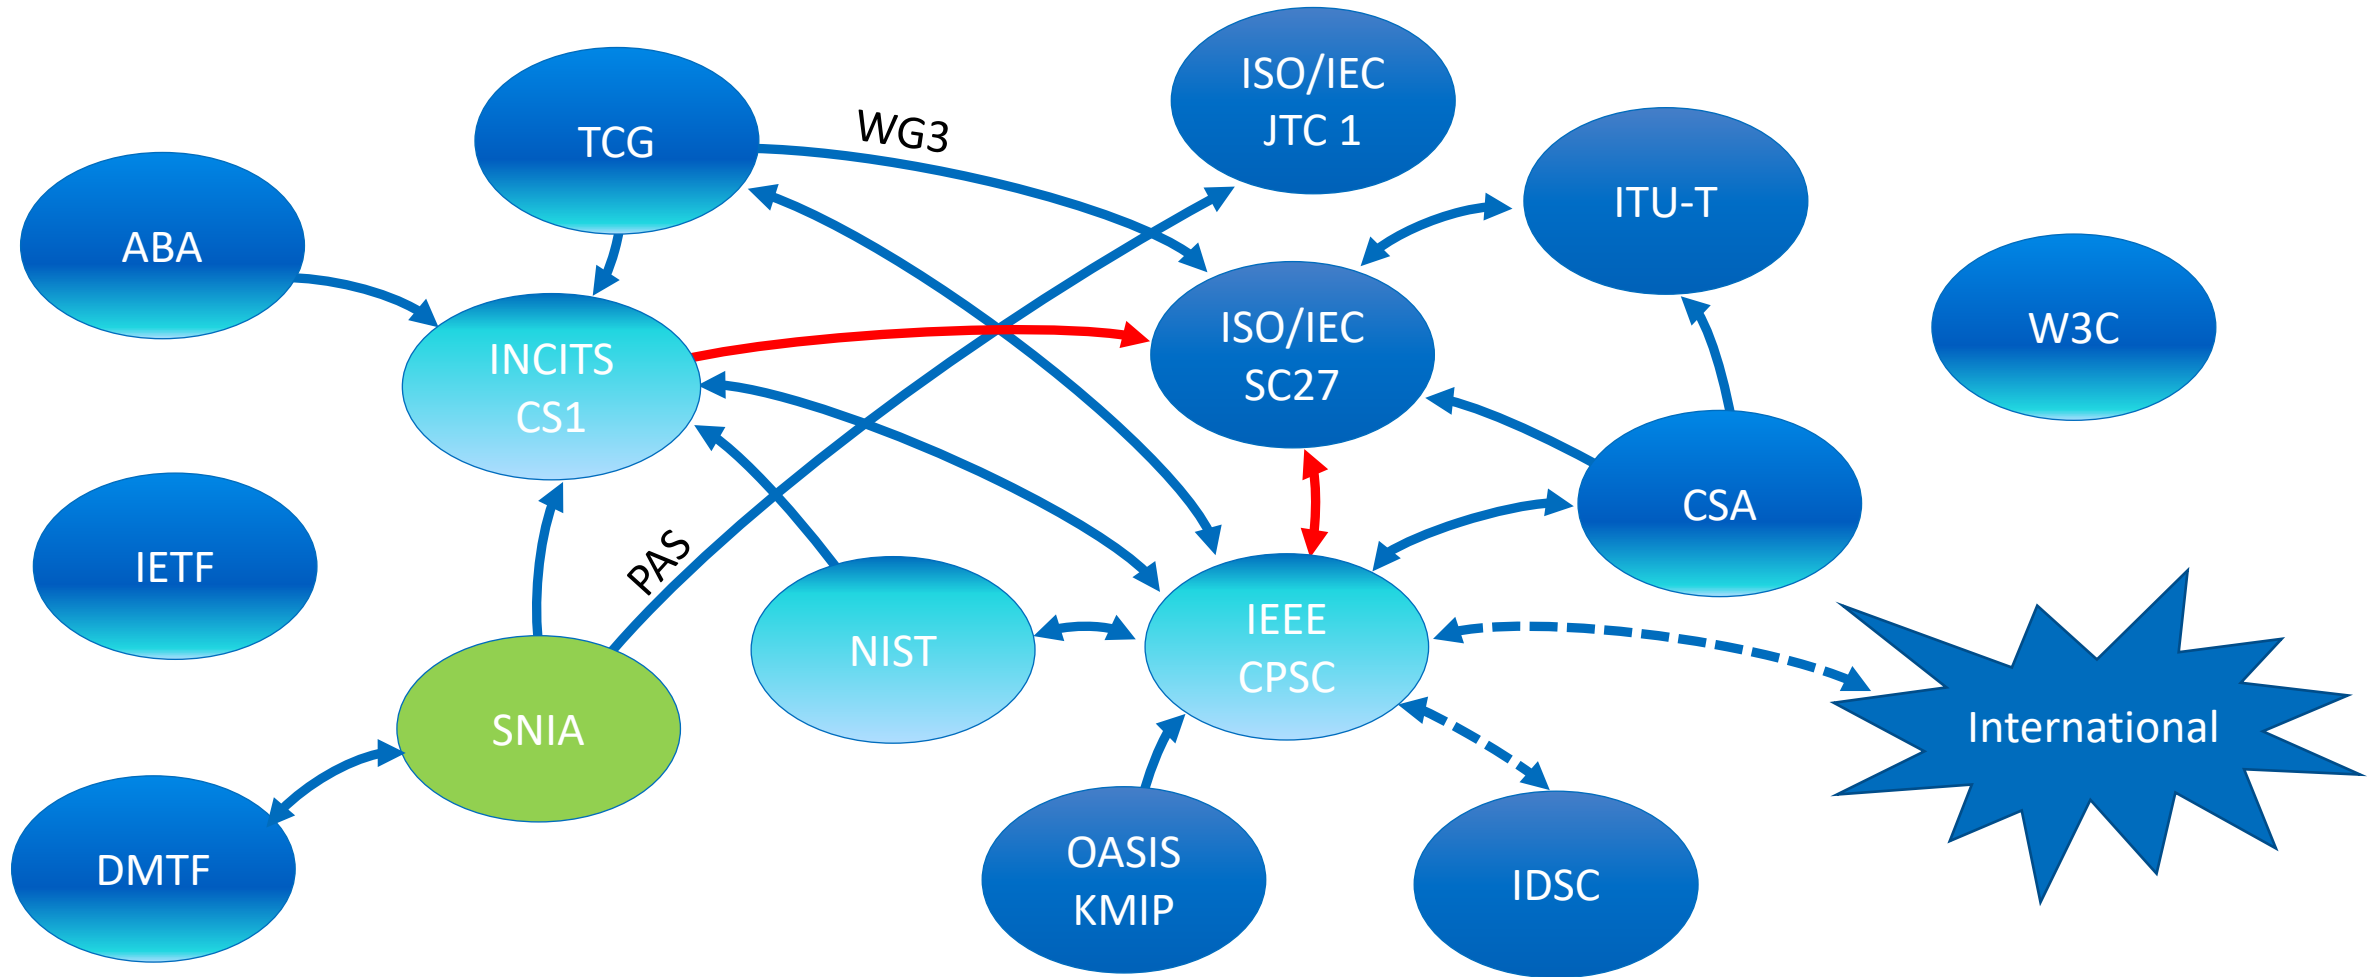 ISO/IEC
JTC 1
TCG
WG3
ITU-T
ABA
W3C
INCITS
CS1
ISO/IEC
SC27
CSA
IETF
PAS
NIST
IEEE
CPSC
SNIA
International
DMTF
OASIS
KMIP
IDSC